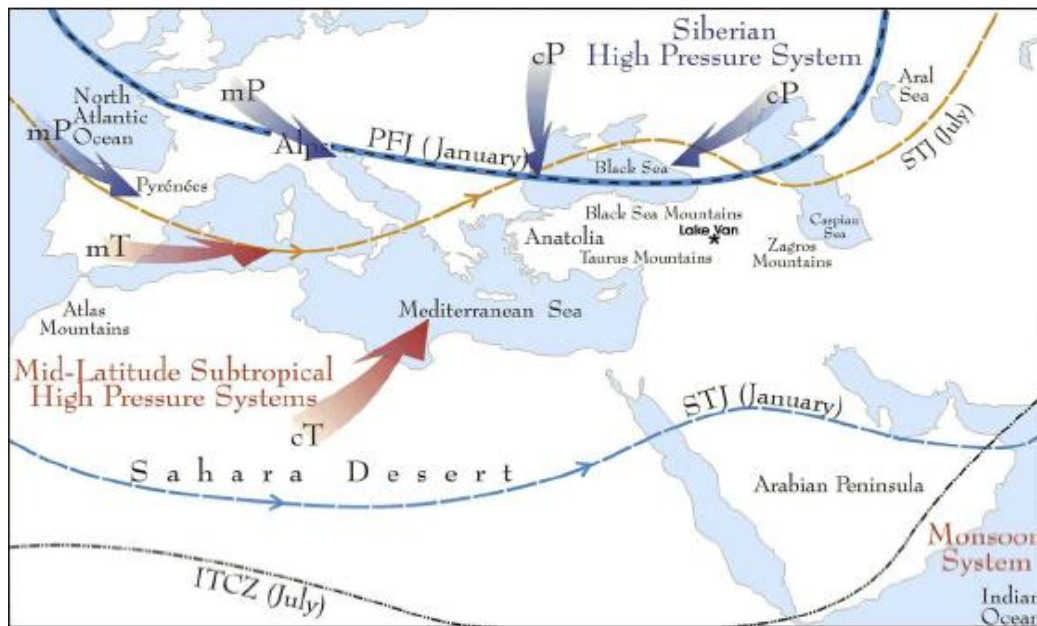 Siberian
High Pressure System
cP
cP
mP
mP
North
Atlantic
Ocean
Aral
Sea
STJ (July)
Alps
PFJ (January)
Black Sea
Pyrénées
Black Sea Mountains
Lake Van
Caspian
Sea
Anatolia
Taurus Mountains
Zagros
Mountains
mT
Atlas
Mountains
Mediterranean Sea
Mid-Latitude Subtropical
High Pressure Systems
cT
STJ (January)
Sahara Desert
Arabian Peninsula
Monsoon
System
ITCZ (July)
Indian
Ocean